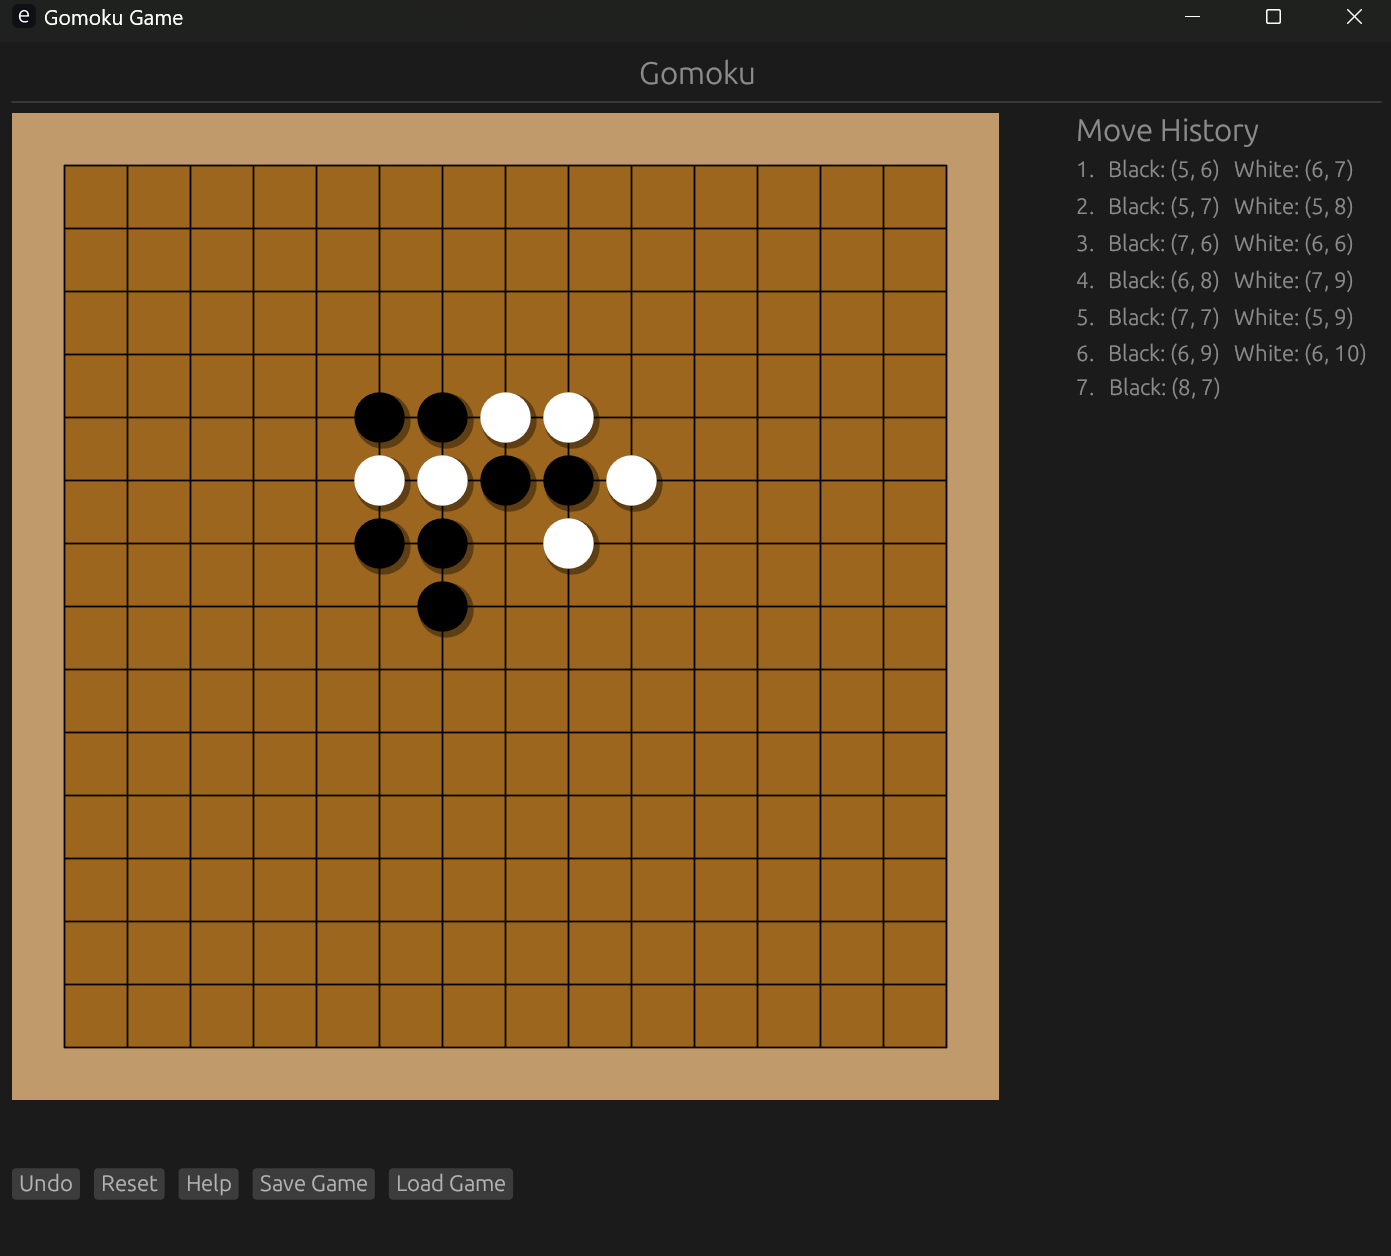 e Gomoku Game
Gomoku
Move History
1. Black: (5, 6) White: (6, 7)
2. Black: (5, 7) White: (5, 8)
3. Black: (7, 6) White: (6, 6)
4. Black: (6, 8) White: (7, 9)
5. Black: (7, 7) White: (5, 9)
6. Black: (6, 9) White: (6, 10)
7. Black: (8, 7)
Undo Reset Help Save Game Load Game